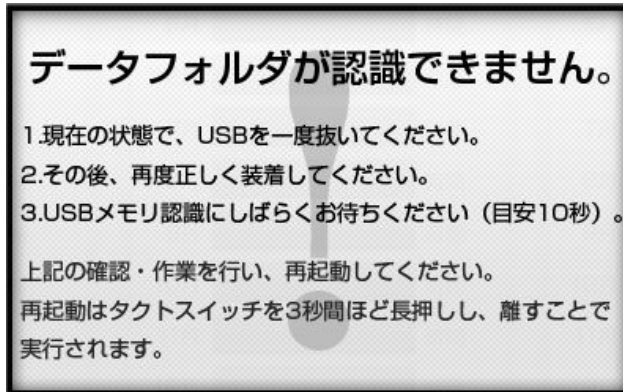 データフォルダが認識できません。
1.現在の状態で、USBを一度抜いてください。
2.その後、再度正しく装着してください。
3.USBメモリ認識にしばらくお待ちください（目安10秒）。
上記の確認・作業を行い、再起動してください。
再起動はタクトスイッチを3秒間ほど長押しし、離すことで
実行されます。